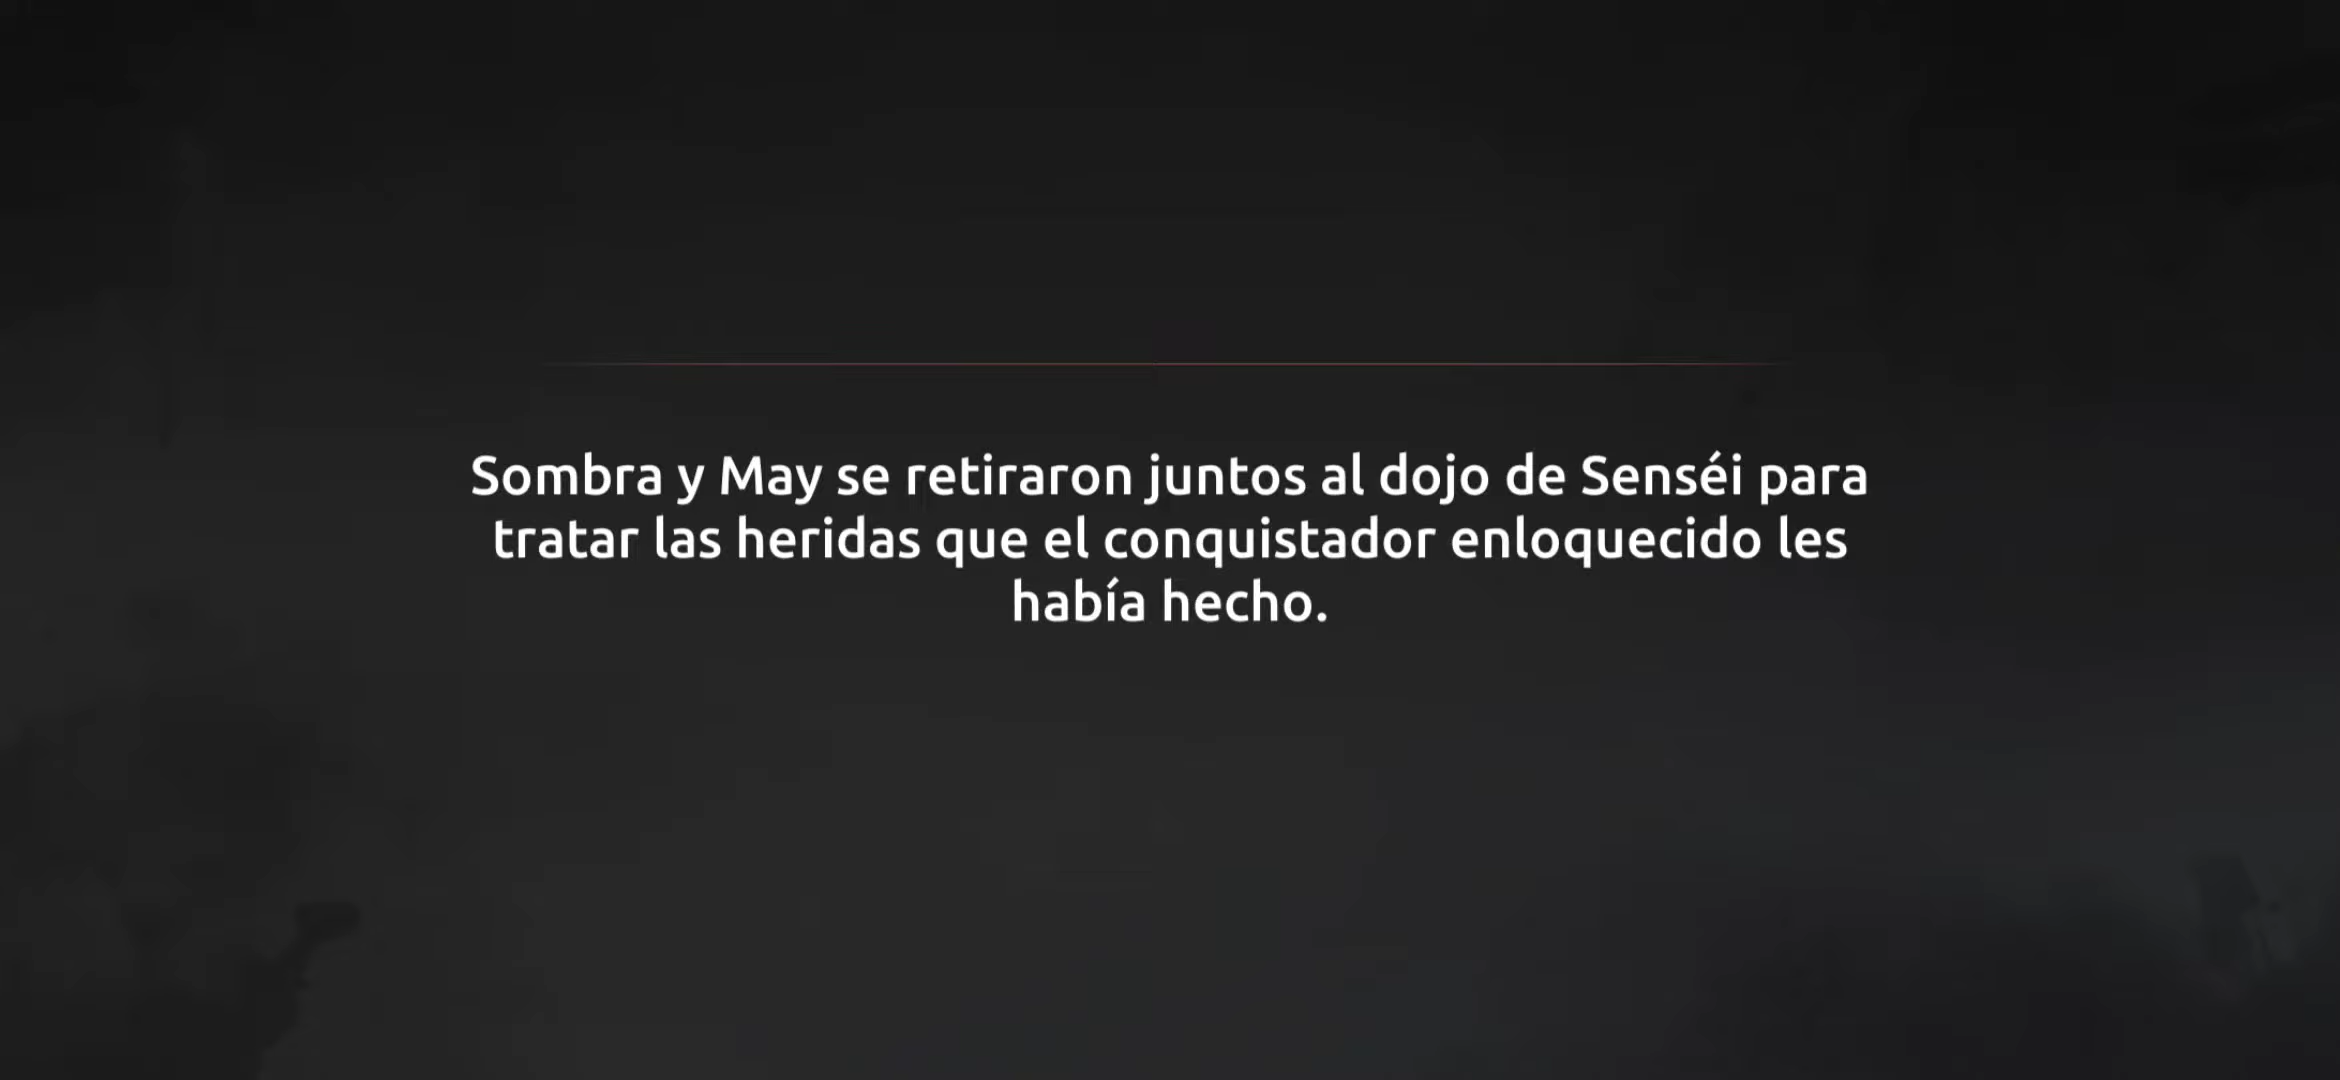 Sombra y May se retiraron juntos al dojo de Senséi para
tratar las heridas que el conquistador enloquecido les
había hecho.